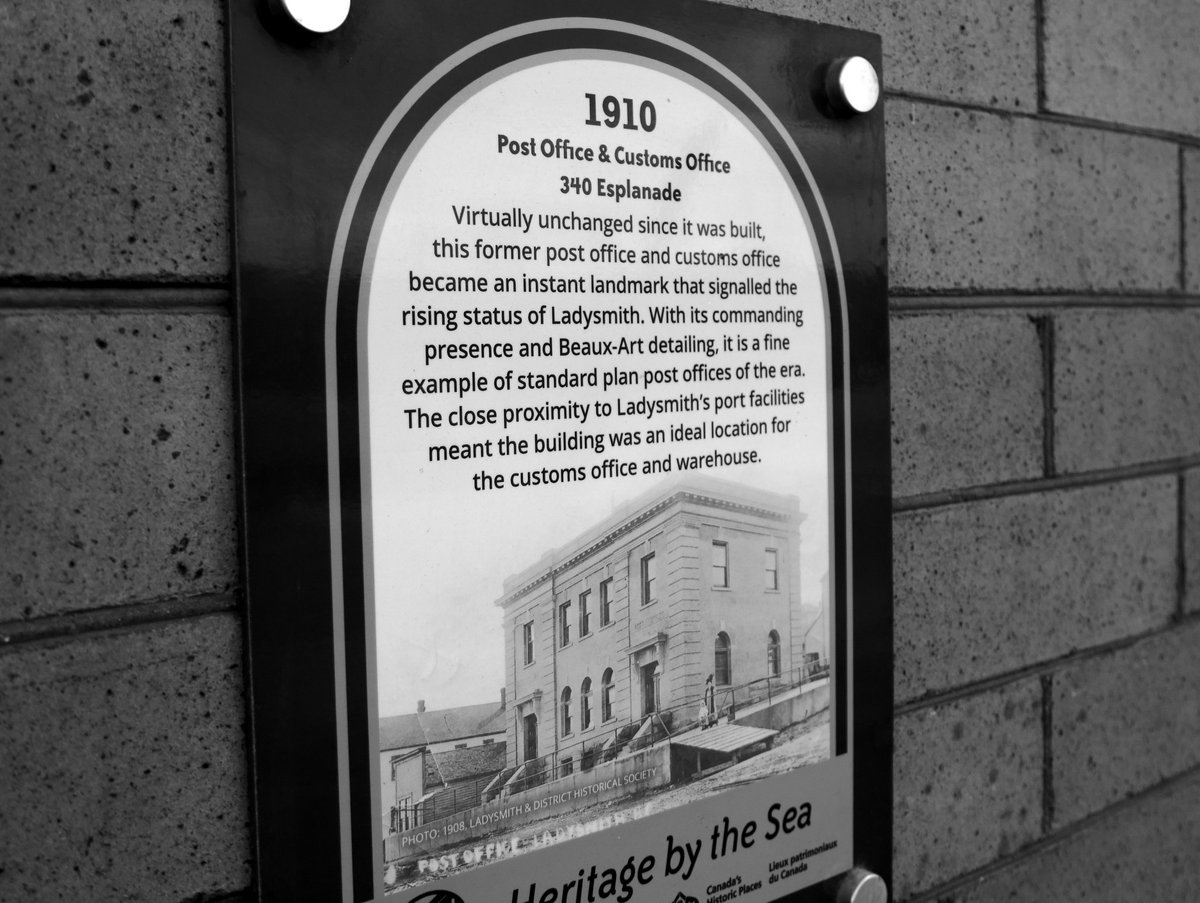 1910
Post Office & Customs Office
340 Esplanade
Virtually unchanged since it was built,
this former post office and customs office
became an instant landmark that signalled the
rising status of Ladysmith. With its commanding
presence and Beaux-Art detailing, it is a fine
example of standard plan post offices of the era.
The close proximity to Ladysmith's port facilities
meant the building was an ideal location for
the customs office and warehouse.
PHOTO: 1908, LADYSMITH & DISTRICT HISTORICAL SOCIETY
POST OFFICE LADYSMITH
Heritage by the Sea
Canada's
Historic Places
Lieux patrimoniaux
du Canada